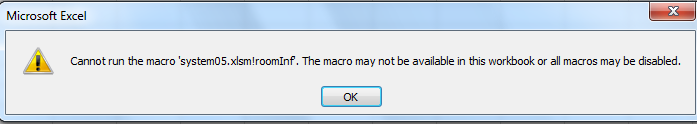 Microsoft Excel
Cannot run the macro 'system05.xlsm!roomInf'. The macro may not be available in this workbook or all macros may be disabled.
OK